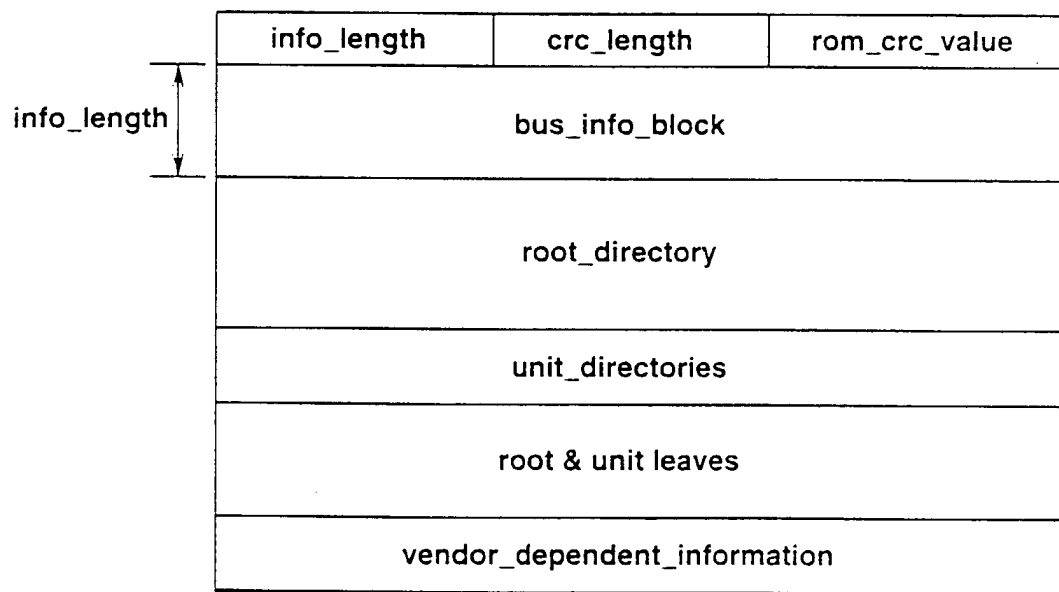 info_length crc_length rom_crc_value
info_length
bus_info_block
root_directory
unit_directories
root & unit leaves
vendor_dependent_information